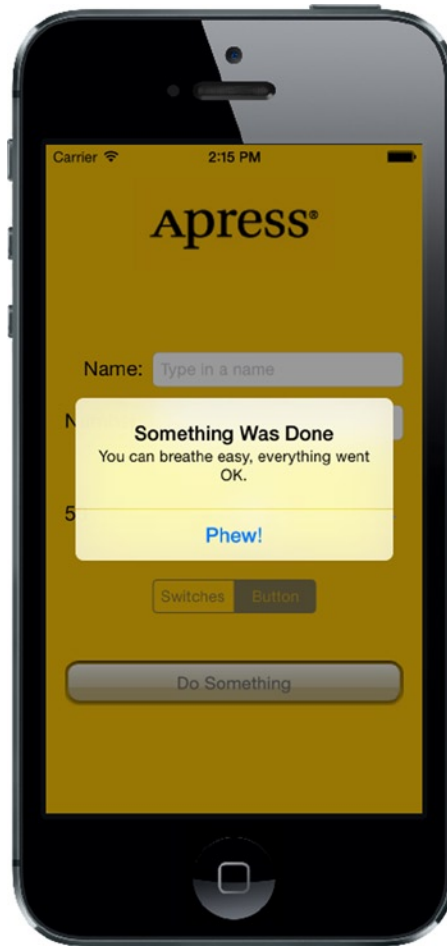 Carrier 2:15 PM
Apress®
Name: Type in a name
N
Something Was Done
You can breathe easy, everything went
OK.
5
Phew!
Switches Button
Do Something